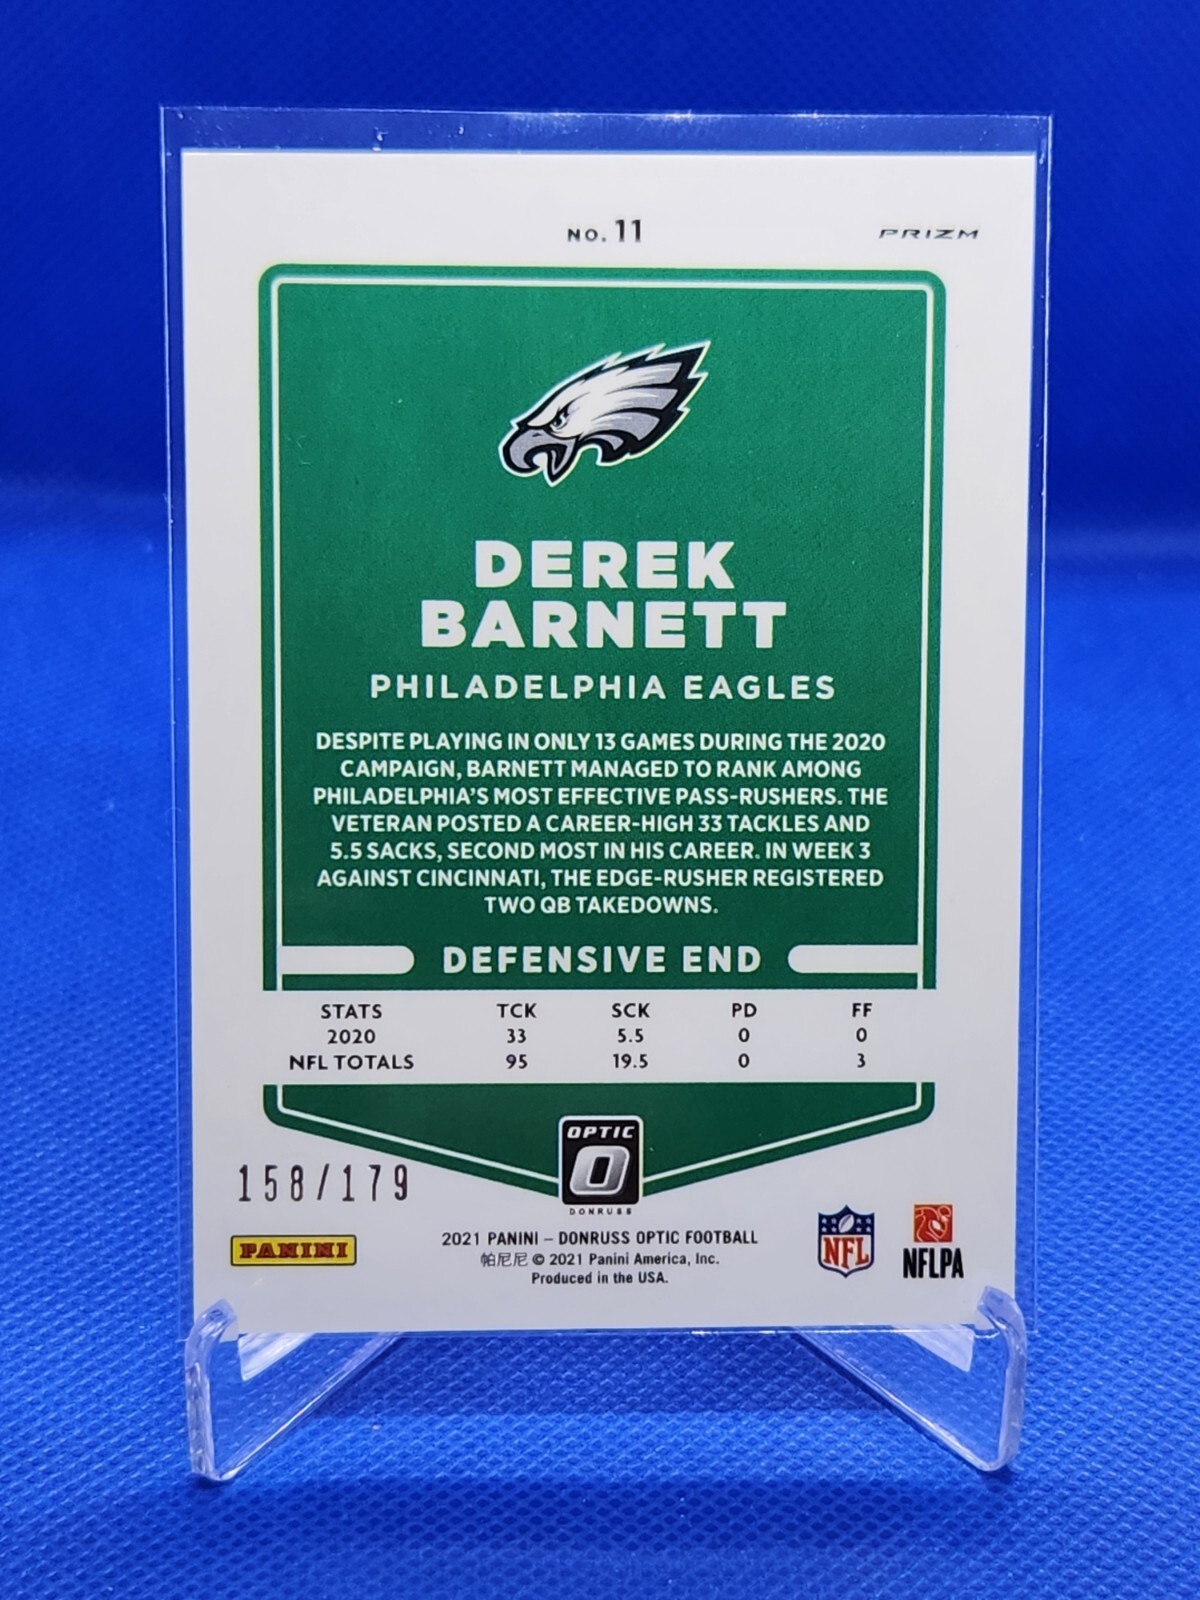 NO. 11
PRIZM
DEREK
BARNETT
PHILADELPHIA EAGLES
DESPITE PLAYING IN ONLY 13 GAMES DURING THE 2020
CAMPAIGN, BARNETT MANAGED TO RANK AMONG
PHILADELPHIA'S MOST EFFECTIVE PASS-RUSHERS. THE
VETERAN POSTED A CAREER-HIGH 33 TACKLES AND
5.5 SACKS, SECOND MOST IN HIS CAREER. IN WEEK 3
AGAINST CINCINNATI, THE EDGE-RUSHER REGISTERED
TWO QB TAKEDOWNS.
DEFENSIVE END
STATS TCK SCK PD FF
2020 33 5.5 0 0
NFL TOTALS 95 19.5 0 3
OPTIC
O
DONRUSS
158/179
PANINI
2021 PANINI – DONRUSS OPTIC FOOTBALL
帕尼尼 © 2021 Panini America, Inc.
Produced in the USA.
NFL
NFLPA